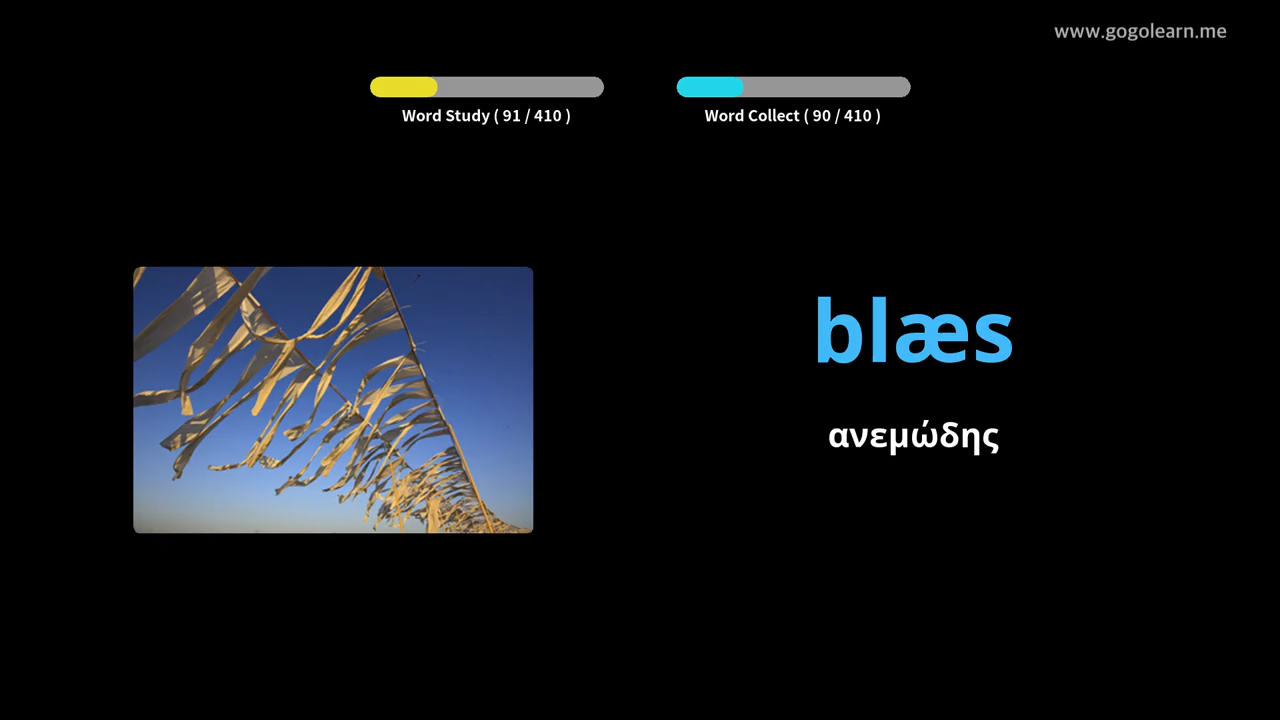 www.gogolearn.me
Word Study ( 91 / 410 )
Word Collect ( 90 / 410 )
blæs
ανεμώδης